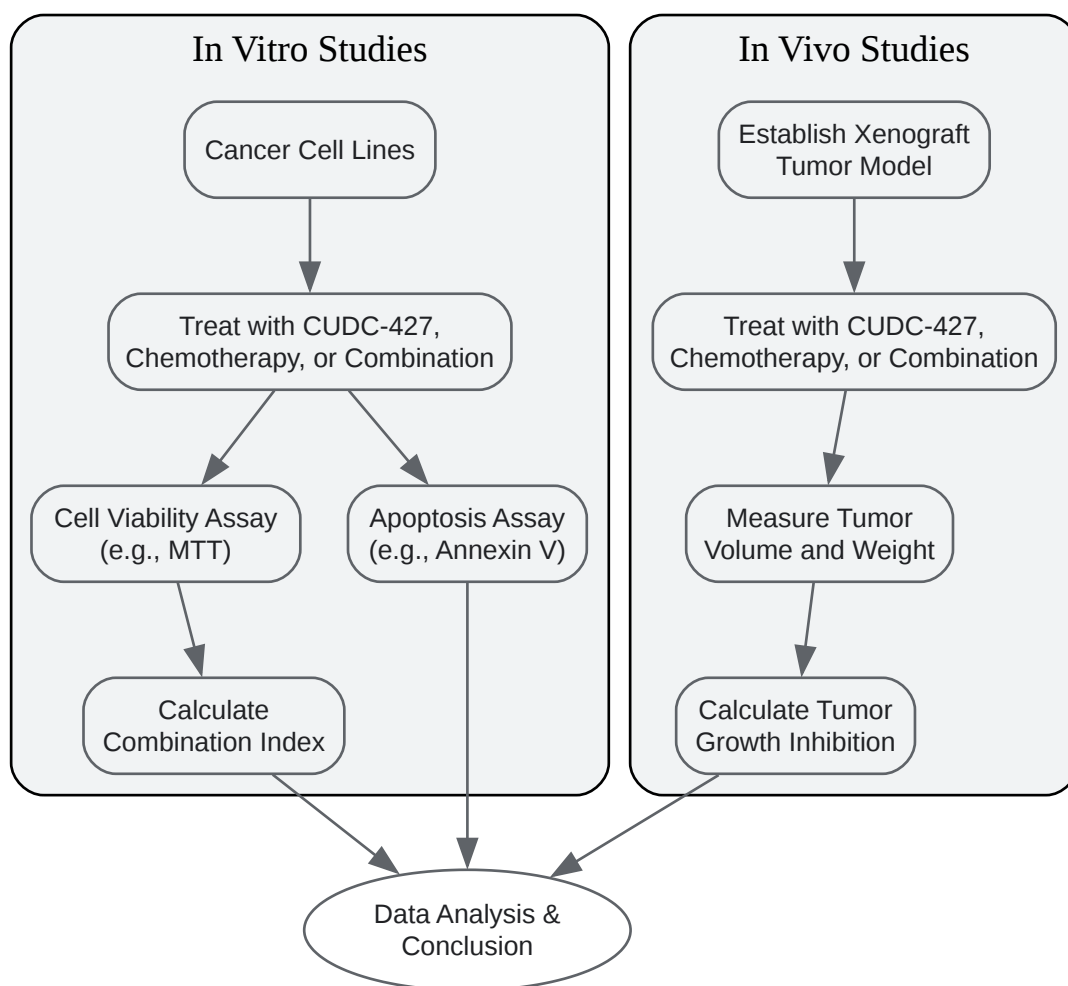 In Vitro Studies
Cancer Cell Lines
Treat with CUDC-427,
Chemotherapy, or Combination
Cell Viability Assay
(e.g., MTT)
Apoptosis Assay
(e.g., Annexin V)
Calculate
Combination Index
In Vivo Studies
Establish Xenograft
Tumor Model
Treat with CUDC-427,
Chemotherapy, or Combination
Measure Tumor
Volume and Weight
Calculate Tumor
Growth Inhibition
Data Analysis &
Conclusion